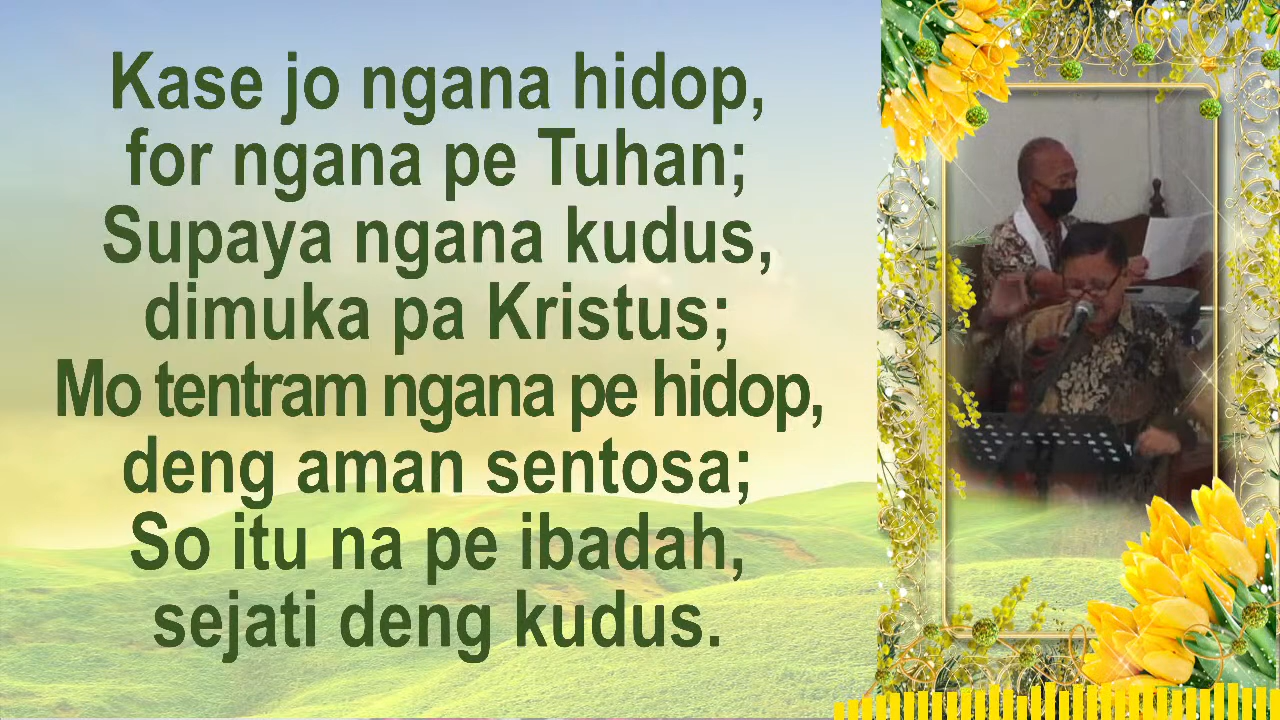 Kase jo ngana hidop,
for ngana pe Tuhan;
Supaya ngana kudus,
dimuka pa Kristus;
Mo tentram ngana pe hidop,
deng aman sentosa;
So itu na pe ibadah,
sejati deng kudus.